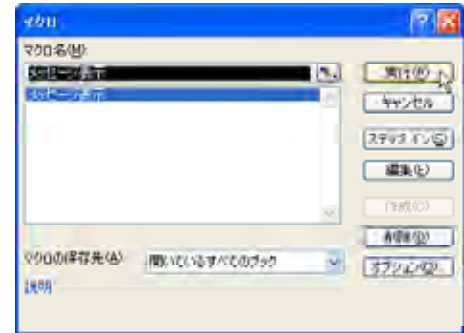 マクロ
マクロ名(M):
メッセージ表示
メッセージ表示
実行(R)
キャンセル
ステップ イン(S)
編集(E)
作成(C)
削除(D)
オプション(O)...
マクロの保存先(A):
開いているすべてのブック
説明